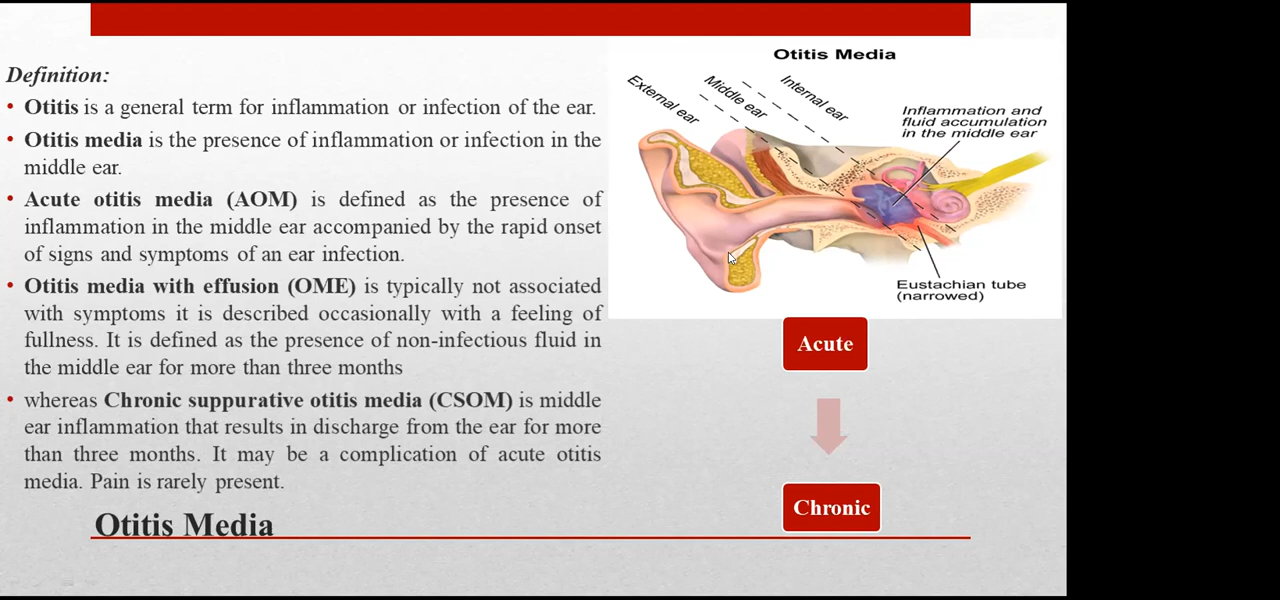 Definition:
• Otitis is a general term for inflammation or infection of the ear.
• Otitis media is the presence of inflammation or infection in the
middle ear.
• Acute otitis media (AOM) is defined as the presence of
inflammation in the middle ear accompanied by the rapid onset
of signs and symptoms of an ear infection.
• Otitis media with effusion (OME) is typically not associated
with symptoms it is described occasionally with a feeling of
fullness. It is defined as the presence of non-infectious fluid in
the middle ear for more than three months
• whereas Chronic suppurative otitis media (CSOM) is middle
ear inflammation that results in discharge from the ear for more
than three months. It may be a complication of acute otitis
media. Pain is rarely present.
Otitis Media
Otitis Media
External ear
Middle ear
Internal ear
Inflammation and
fluid accumulation
in the middle ear
Eustachian tube
(narrowed)
Acute
Chronic